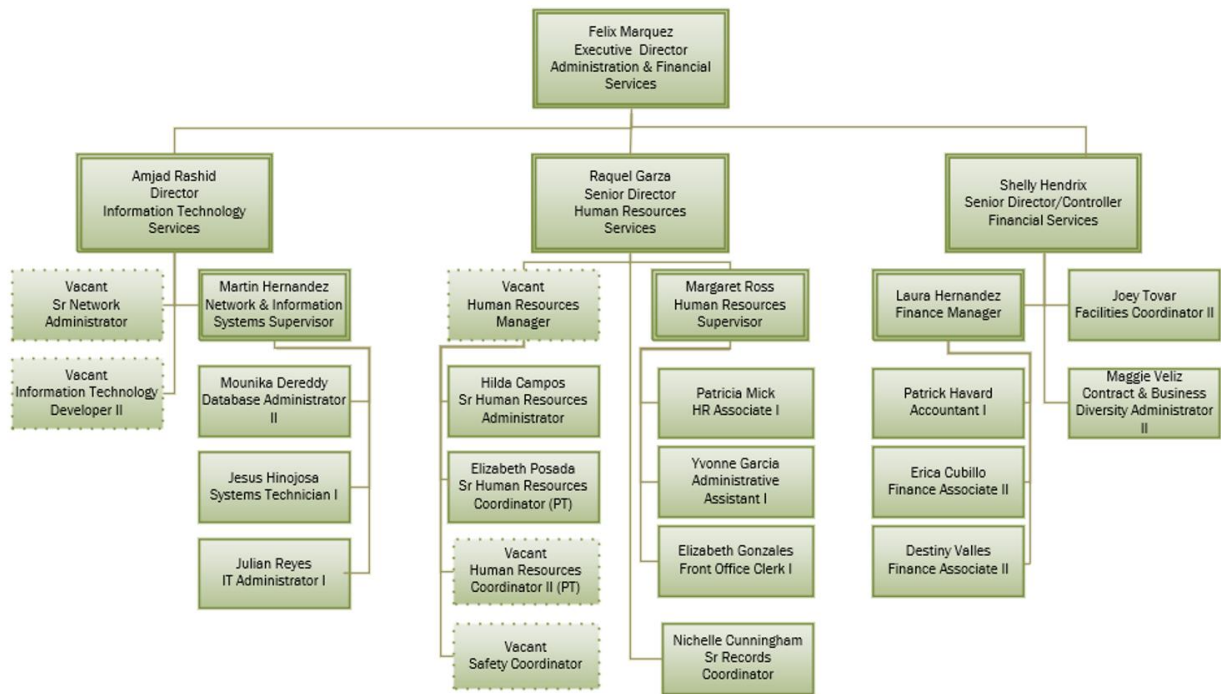 Felix Marquez
Executive Director
Administration & Financial
Services
Amjad Rashid
Director
Information Technology
Services
Raquel Garza
Senior Director
Human Resources
Services
Shelly Hendrix
Senior Director/Controller
Financial Services
Vacant
Sr Network
Administrator
Martin Hernandez
Network & Information
Systems Supervisor
Vacant
Information Technology
Developer II
Mounika Dereddy
Database Administrator
II
Jesus Hinojosa
Systems Technician I
Julian Reyes
IT Administrator I
Vacant
Human Resources
Manager
Margaret Ross
Human Resources
Supervisor
Hilda Campos
Sr Human Resources
Administrator
Elizabeth Posada
Sr Human Resources
Coordinator (PT)
Vacant
Human Resources
Coordinator II (PT)
Vacant
Safety Coordinator
Patricia Mick
HR Associate I
Yvonne Garcia
Administrative
Assistant I
Elizabeth Gonzales
Front Office Clerk I
Nichelle Cunningham
Sr Records
Coordinator
Laura Hernandez
Finance Manager
Joey Tovar
Facilities Coordinator II
Patrick Havard
Accountant I
Maggie Veliz
Contract & Business
Diversity Administrator
II
Erica Cubillo
Finance Associate II
Destiny Valles
Finance Associate II